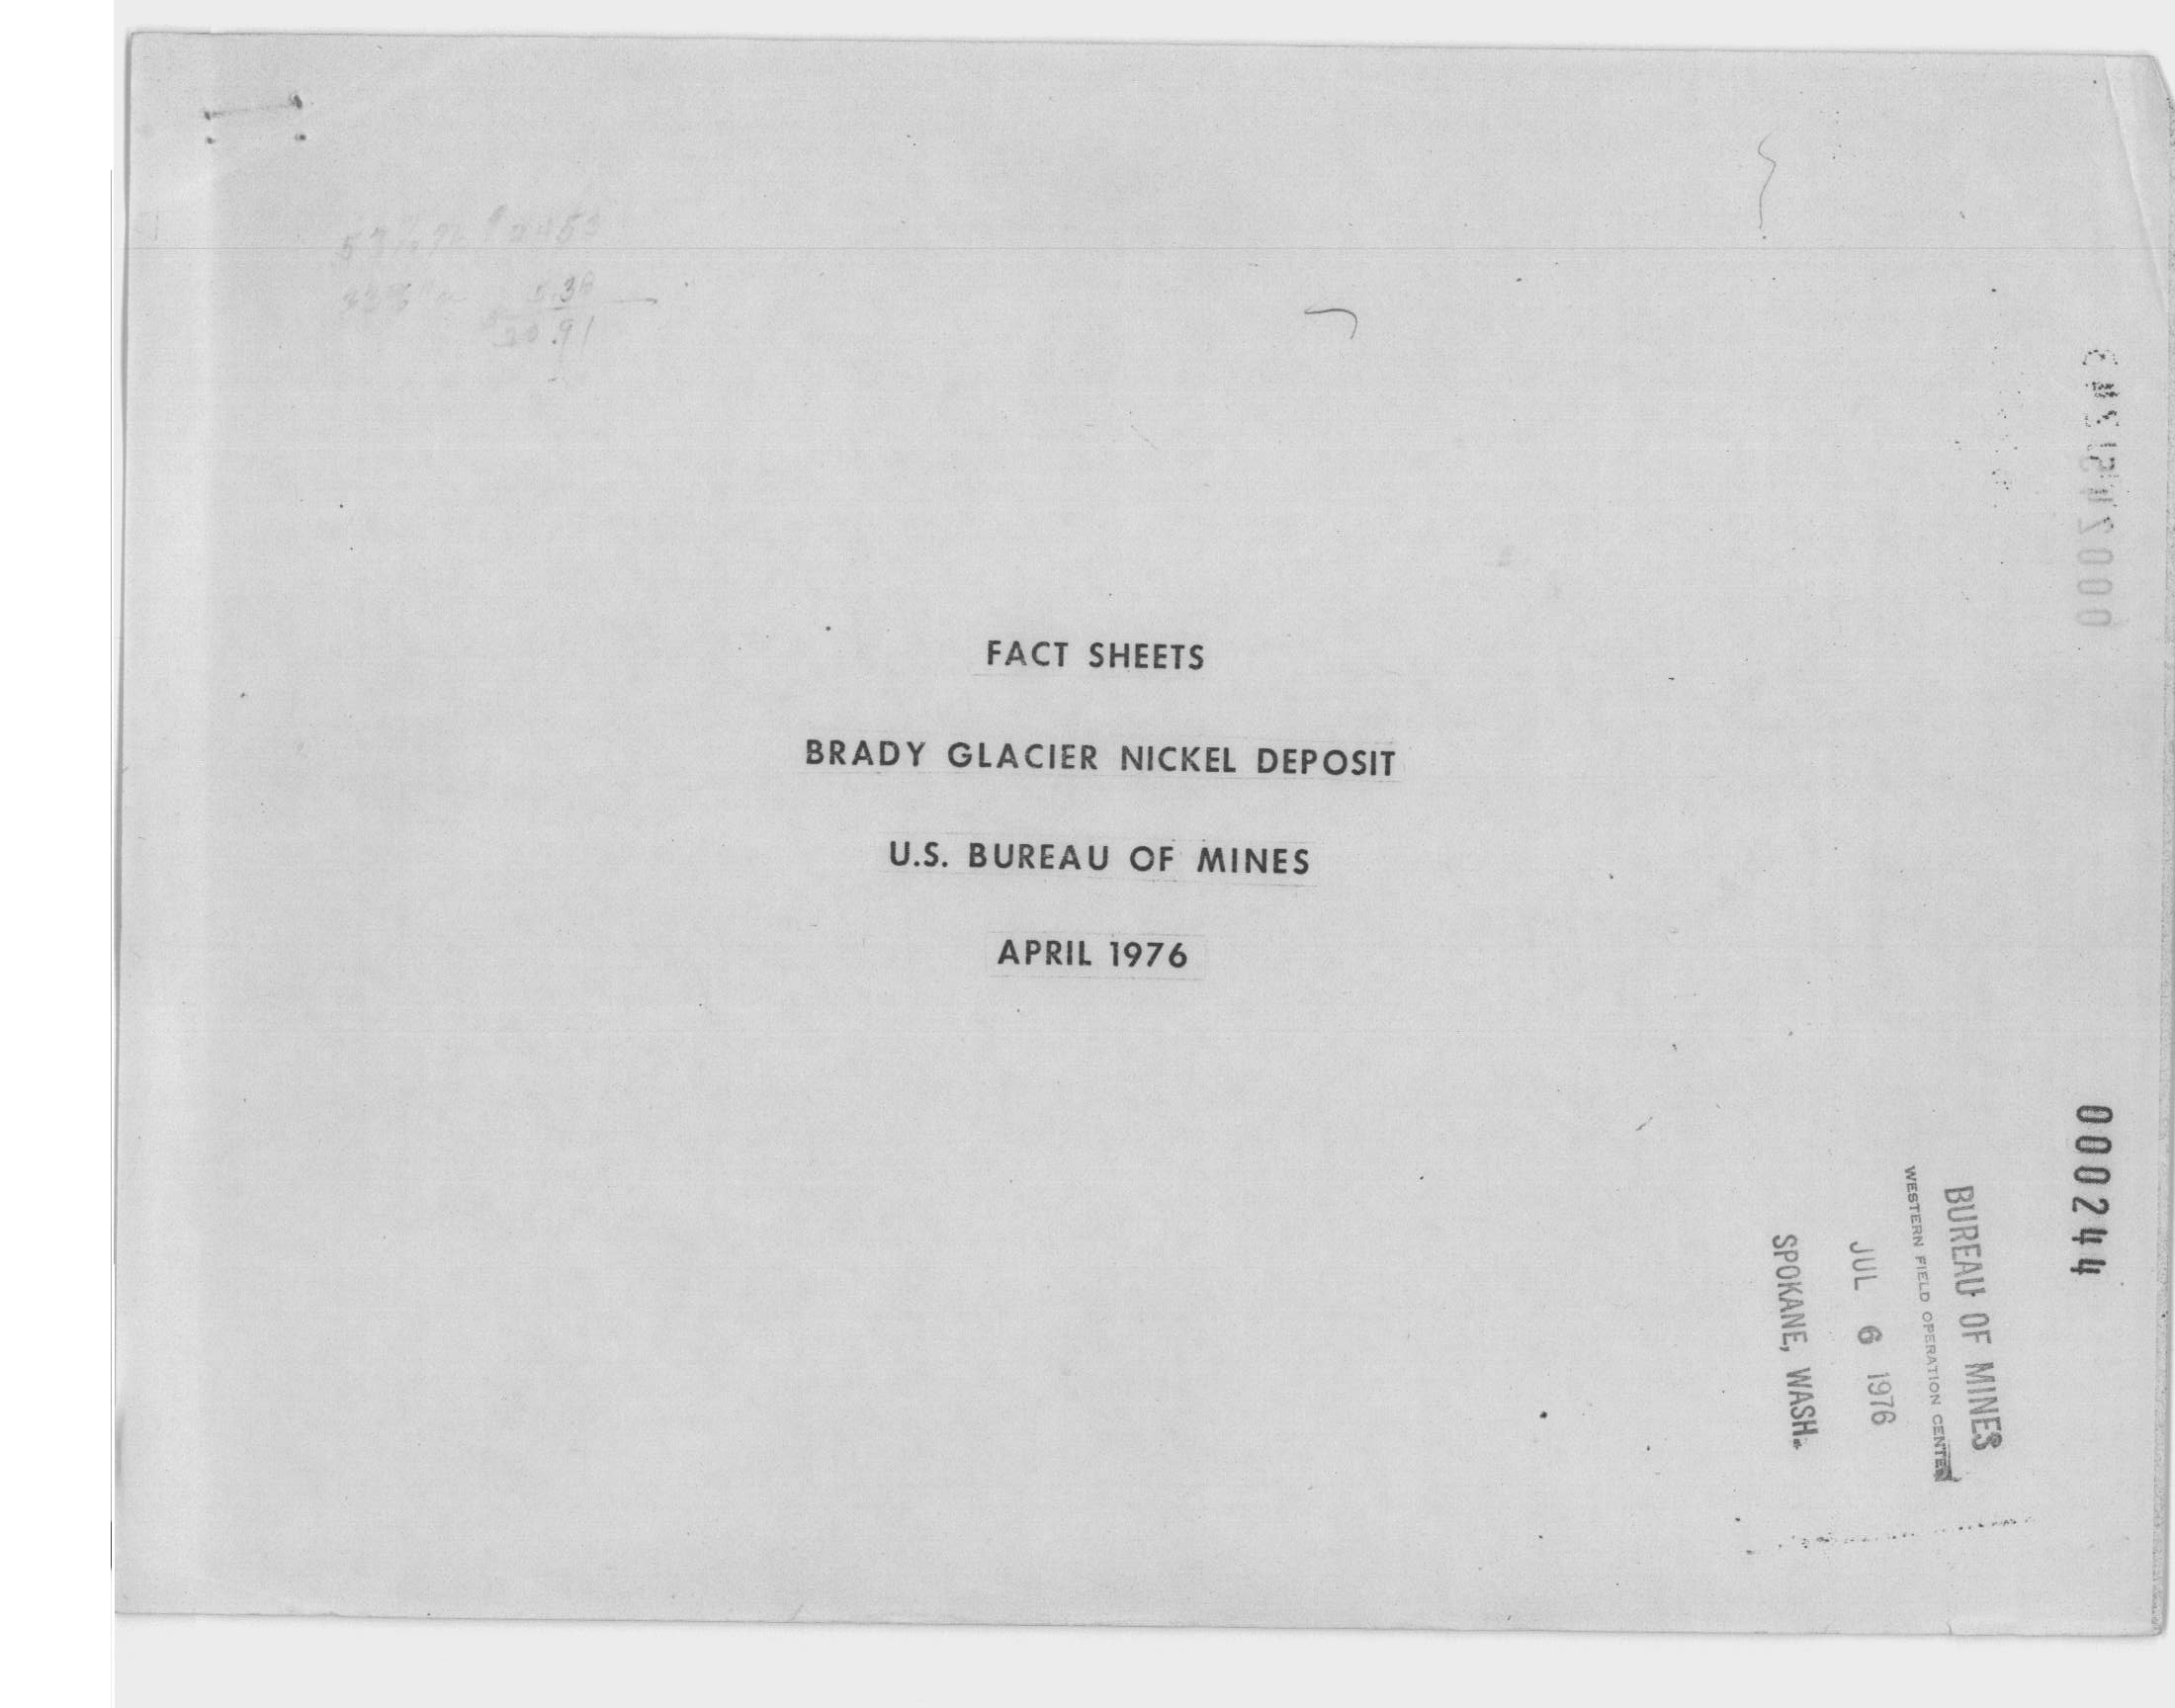 FACT SHEETS
BRADY GLACIER NICKEL DEPOSIT
U.S. BUREAU OF MINES
APRIL 1976
000244
BUREAU OF MINES
WESTERN FIELD OPERATION CENTER
JUL 6 1976
SPOKANE, WASH.